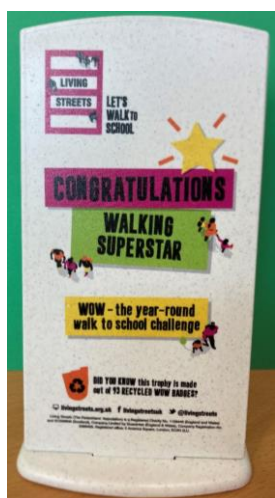 LIVING
STREETS
LET'S
WALK TO
SCHOOL
CONGRATULATIONS
WALKING
SUPERSTAR
WOW – the year-round
walk to school challenge
DID YOU KNOW this trophy is made
out of 93 RECYCLED WOW BADGES?
livingstreets.org.uk livingstreetsuk @livingstreets